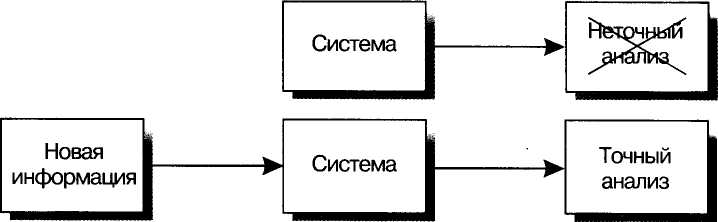 Система
Неточный
анализ
Новая
информация
Система
Точный
анализ